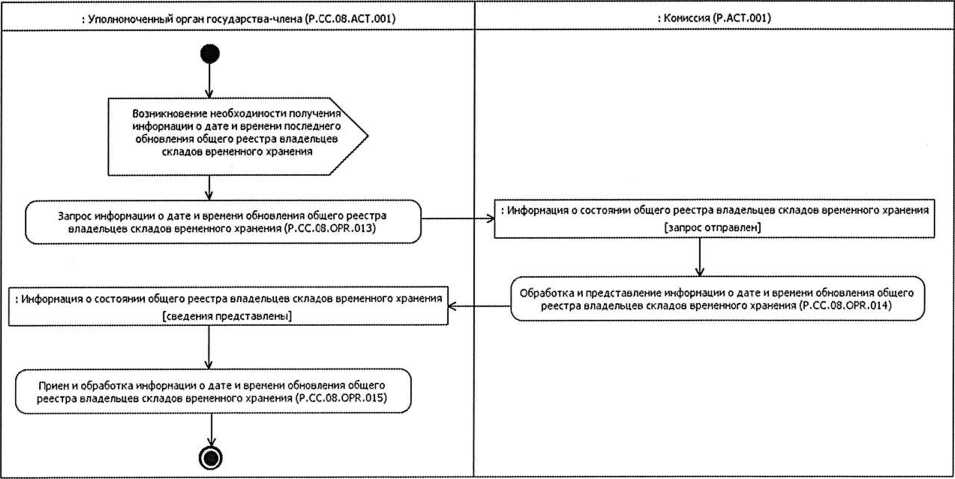 : Уполномоченный орган государства-члена (P.CC.08.ACT.001)
: Комиссия (P.ACT.001)
Возникновение необходимости получения
информации о дате и времени последнего
обновления общего реестра владельцев
складов временного хранения
Запрос информации о дате и времени обновления общего реестра
владельцев складов временного хранения (P.CC.08.OPR.013)
: Информация о состоянии общего реестра владельцев складов временного хранения
[запрос отправлен]
Обработка и представление информации о дате и времени обновления общего
реестра владельцев складов временного хранения (P.CC.08.OPR.014)
: Информация о состоянии общего реестра владельцев складов временного хранения
[сведения представлены]
Прием и обработка информации о дате и времени обновления общего
реестра владельцев складов временного хранения (P.CC.08.OPR.015)